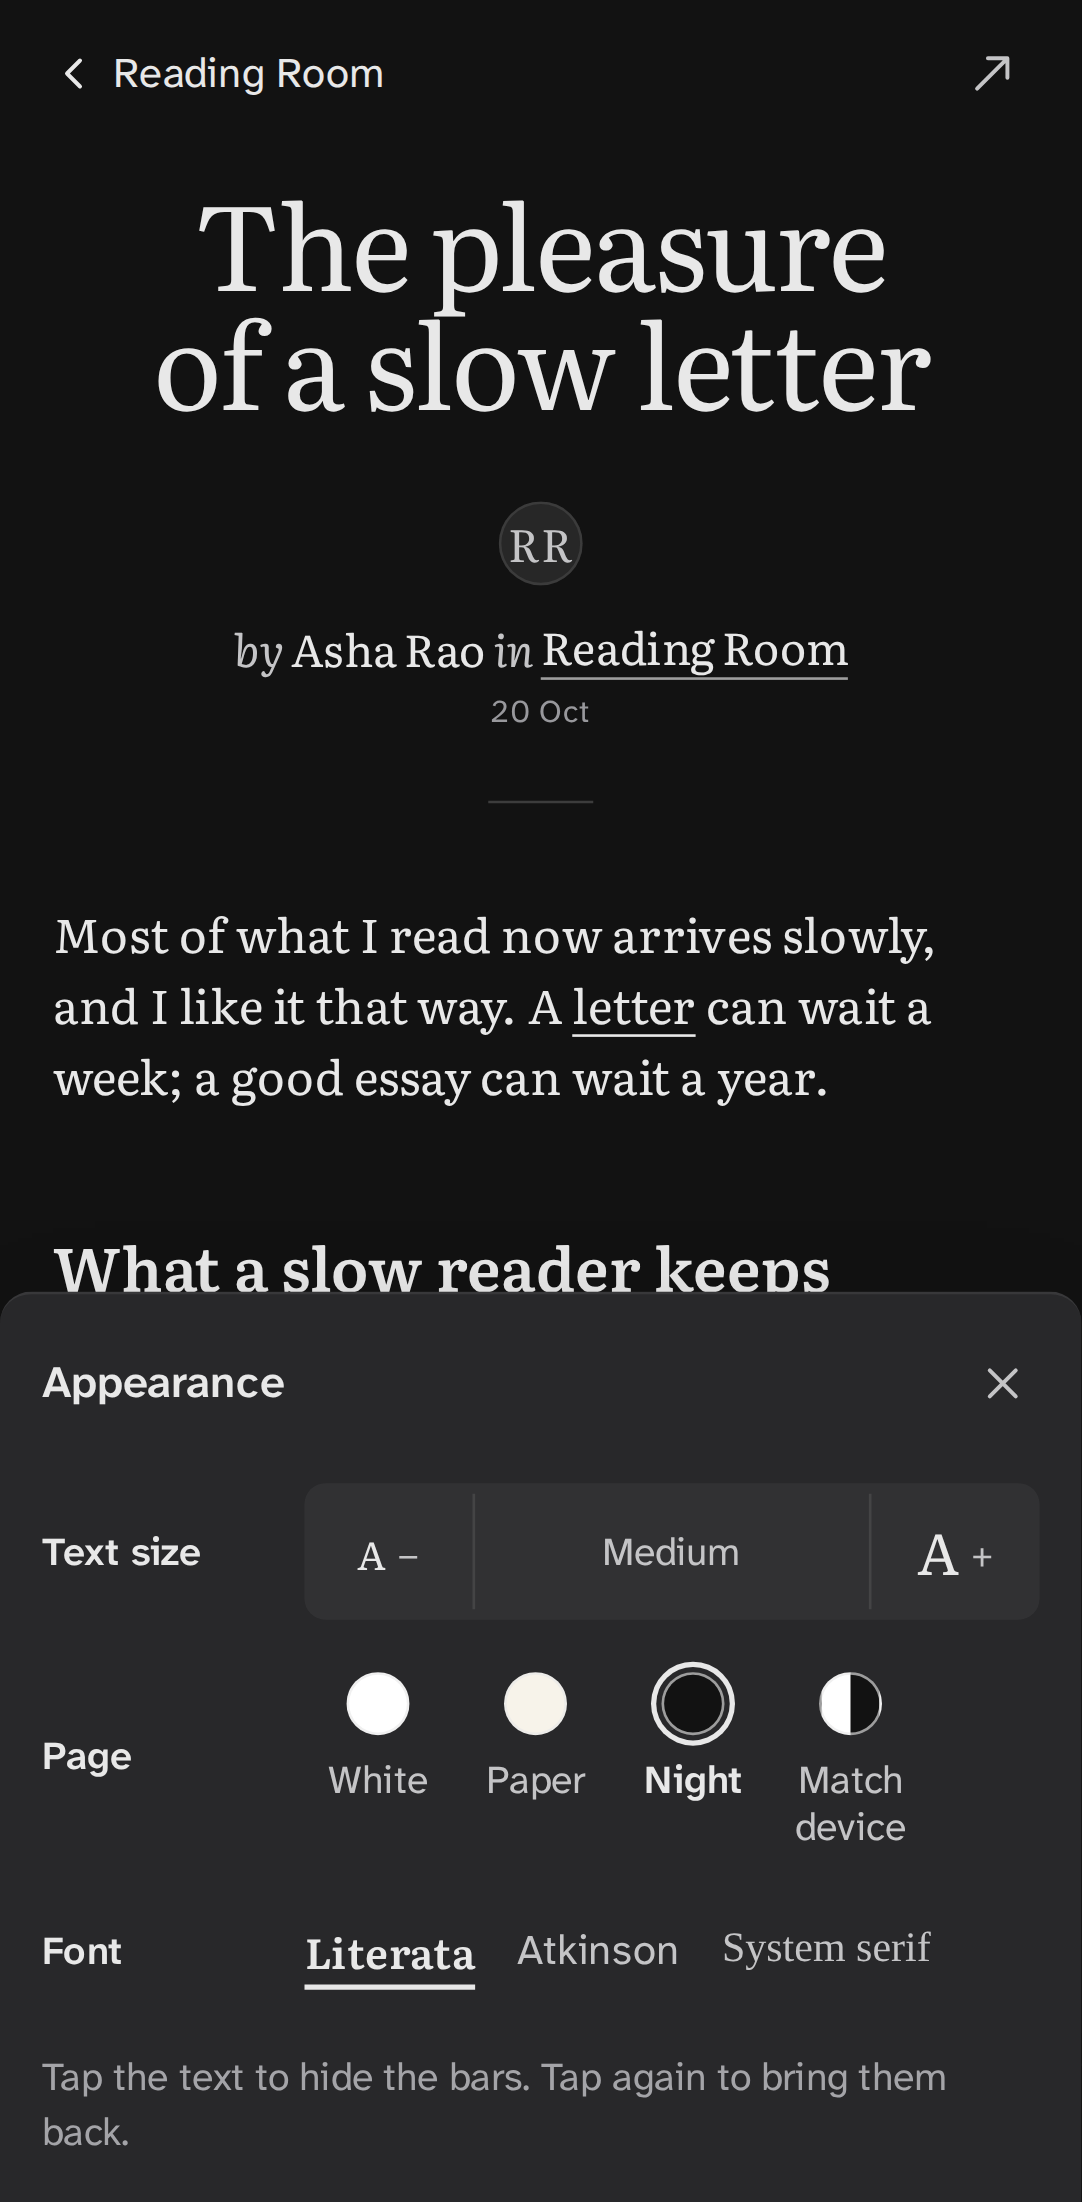 Reading Room
The pleasure
of a slow letter
RR
by Asha Rao in Reading Room
20 Oct
Most of what I read now arrives slowly,
and I like it that way. A letter can wait a
week; a good essay can wait a year.
What a slow reader keeps
Appearance
Text size
A −
Medium
A +
Page
White
Paper
Night
Match
device
Font
Literata
Atkinson
System serif
Tap the text to hide the bars. Tap again to bring them
back.